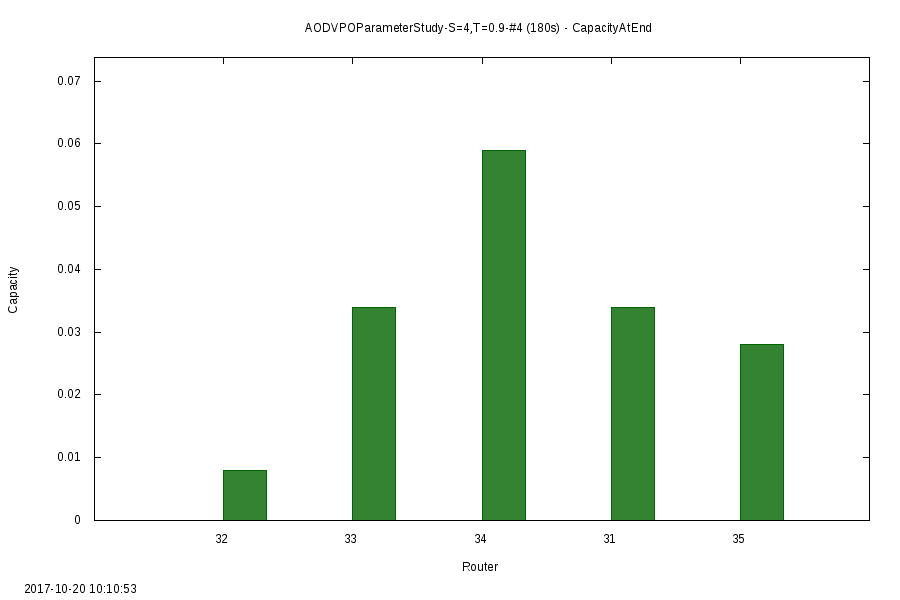 AODVPOParameterStudy-S=4,T=0.9-#4 (180s) - CapacityAtEnd
0.07
0.06
0.05
0.04
0.03
0.02
0.01
0
Capacity
32 33 34 31 35
Router
2017-10-20 10:10:53